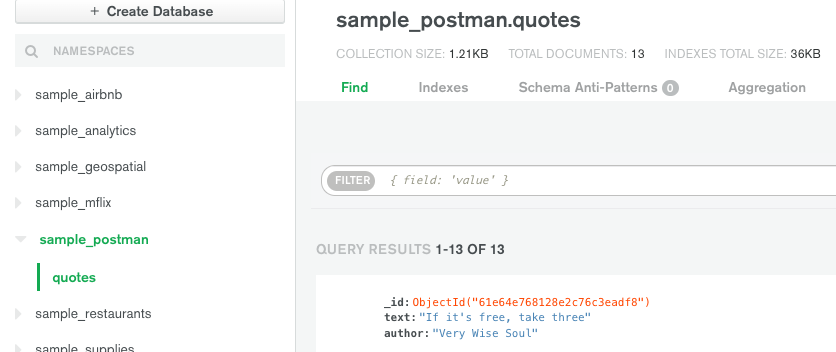 + Create Database
NAMESPACES
sample_airbnb
sample_analytics
sample_geospatial
sample_mflix
sample_postman
quotes
sample_restaurants
sample_supplies
sample_postman.quotes
COLLECTION SIZE: 1.21KB TOTAL DOCUMENTS: 13 INDEXES TOTAL SIZE: 36KB
Find Indexes Schema Anti-Patterns 0 Aggregation
FILTER { field: 'value' }
QUERY RESULTS 1-13 OF 13
_id: ObjectId("61e64e768128e2c76c3eadf8")
text: "If it's free, take three"
author: "Very Wise Soul"